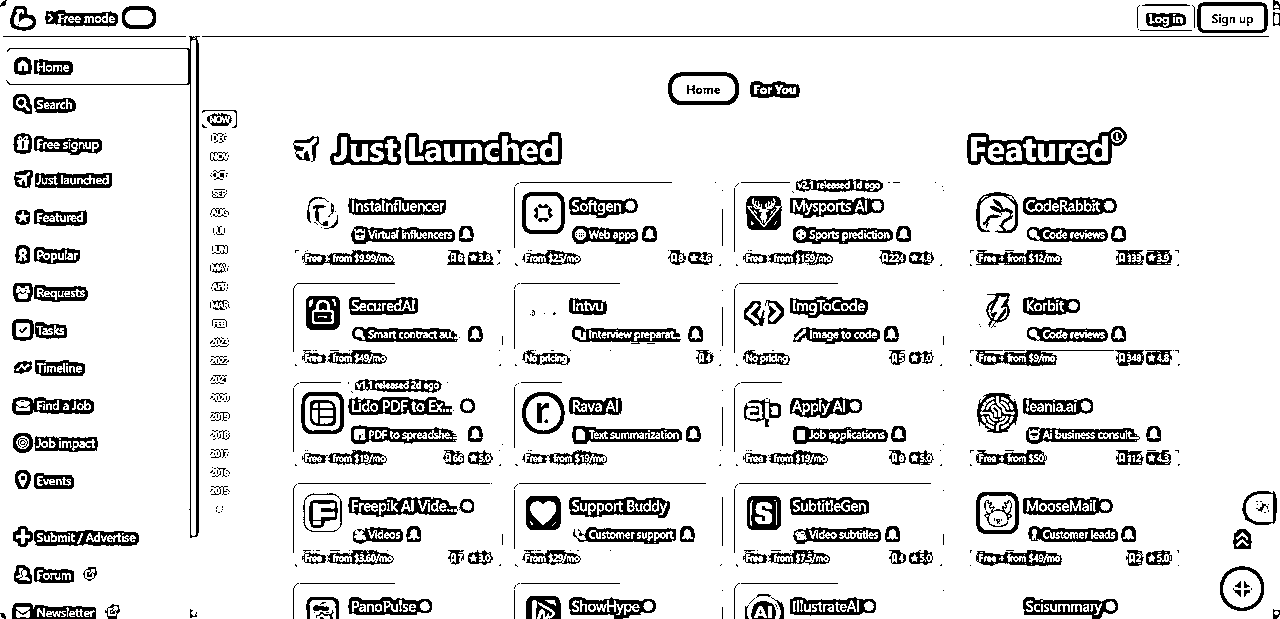 Free mode
Log in
Sign up
Home
Search
Free signup
Just launched
Featured
Popular
Requests
Tasks
Timeline
Find a Job
Job impact
Events
Submit / Advertise
Forum
Newsletter
NOW
DEC
NOV
OCT
SEP
AUG
JUL
JUN
MAY
APR
MAR
FEB
2023
2022
2021
2020
2019
2018
2017
2016
2015
Home
For You
Just Launched
InstaInfluencer
Virtual influencers
Free + from $9.99/mo
8 3.8
Softgen
Web apps
From $25/mo
8 4.6
v2.1 released 1d ago
Mysports AI
Sports prediction
Free + from $159/mo
224 4.8
SecuredAI
Smart contract au...
Free + from $49/mo
Intvu
Interview preparat...
No pricing
4
ImgToCode
Image to code
No pricing
5 1.0
v1.1 released 2d ago
Lido PDF to Ex...
PDF to spreadshe...
Free + from $19/mo
66 5.0
Rava AI
Text summarization
Free + from $19/mo
Apply AI
Job applications
Free + from $19/mo
8 5.0
Freepik AI Vide...
Videos
Free + from $3.60/mo
7 3.0
Support Buddy
Customer support
From $29/mo
SubtitleGen
Video subtitles
Free + from $7.5/mo
4 5.0
PanoPulse
ShowHype
IllustrateAI
Featured
CodeRabbit
Code reviews
Free + from $12/mo
133 3.9
Korbit
Code reviews
Free + from $9/mo
348 4.8
leania.ai
AI business consult...
Free + from $50
112 4.5
MooseMail
Customer leads
Free + from $49/mo
2 5.0
Scisummary